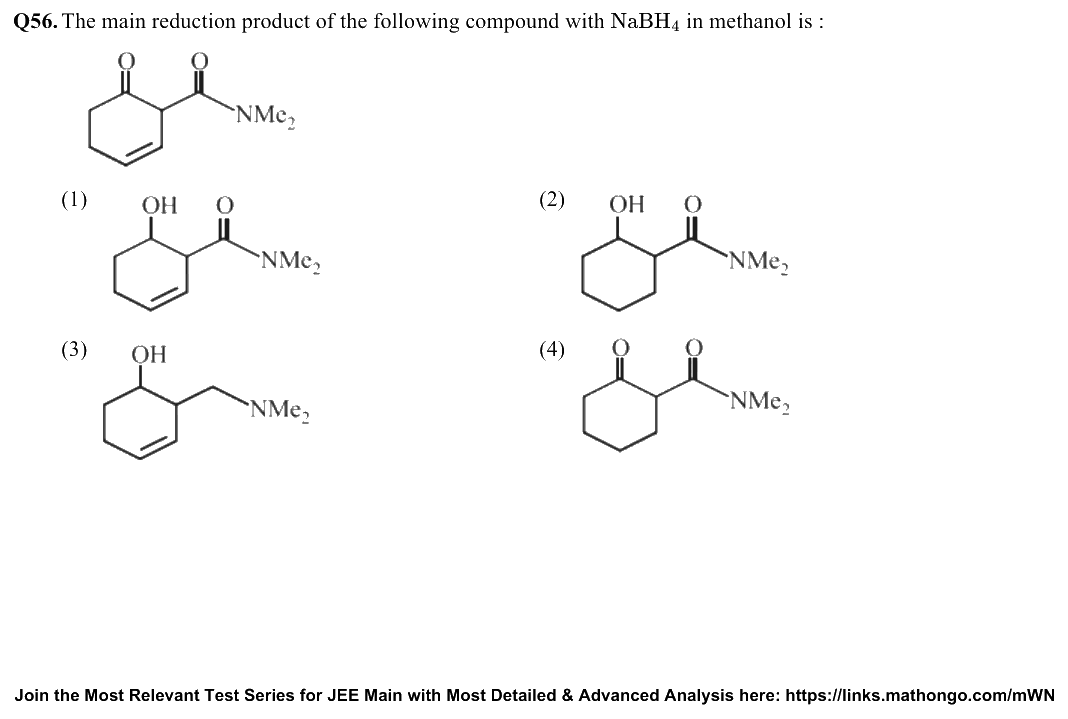 Q56. The main reduction product of the following compound with NaBH₄ in methanol is :
O O
NMe₂
(1) OH O
NMe₂
(2) OH O
NMe₂
(3) OH
NMe₂
(4) O O
NMe₂
Join the Most Relevant Test Series for JEE Main with Most Detailed & Advanced Analysis here: https://links.mathongo.com/mWN